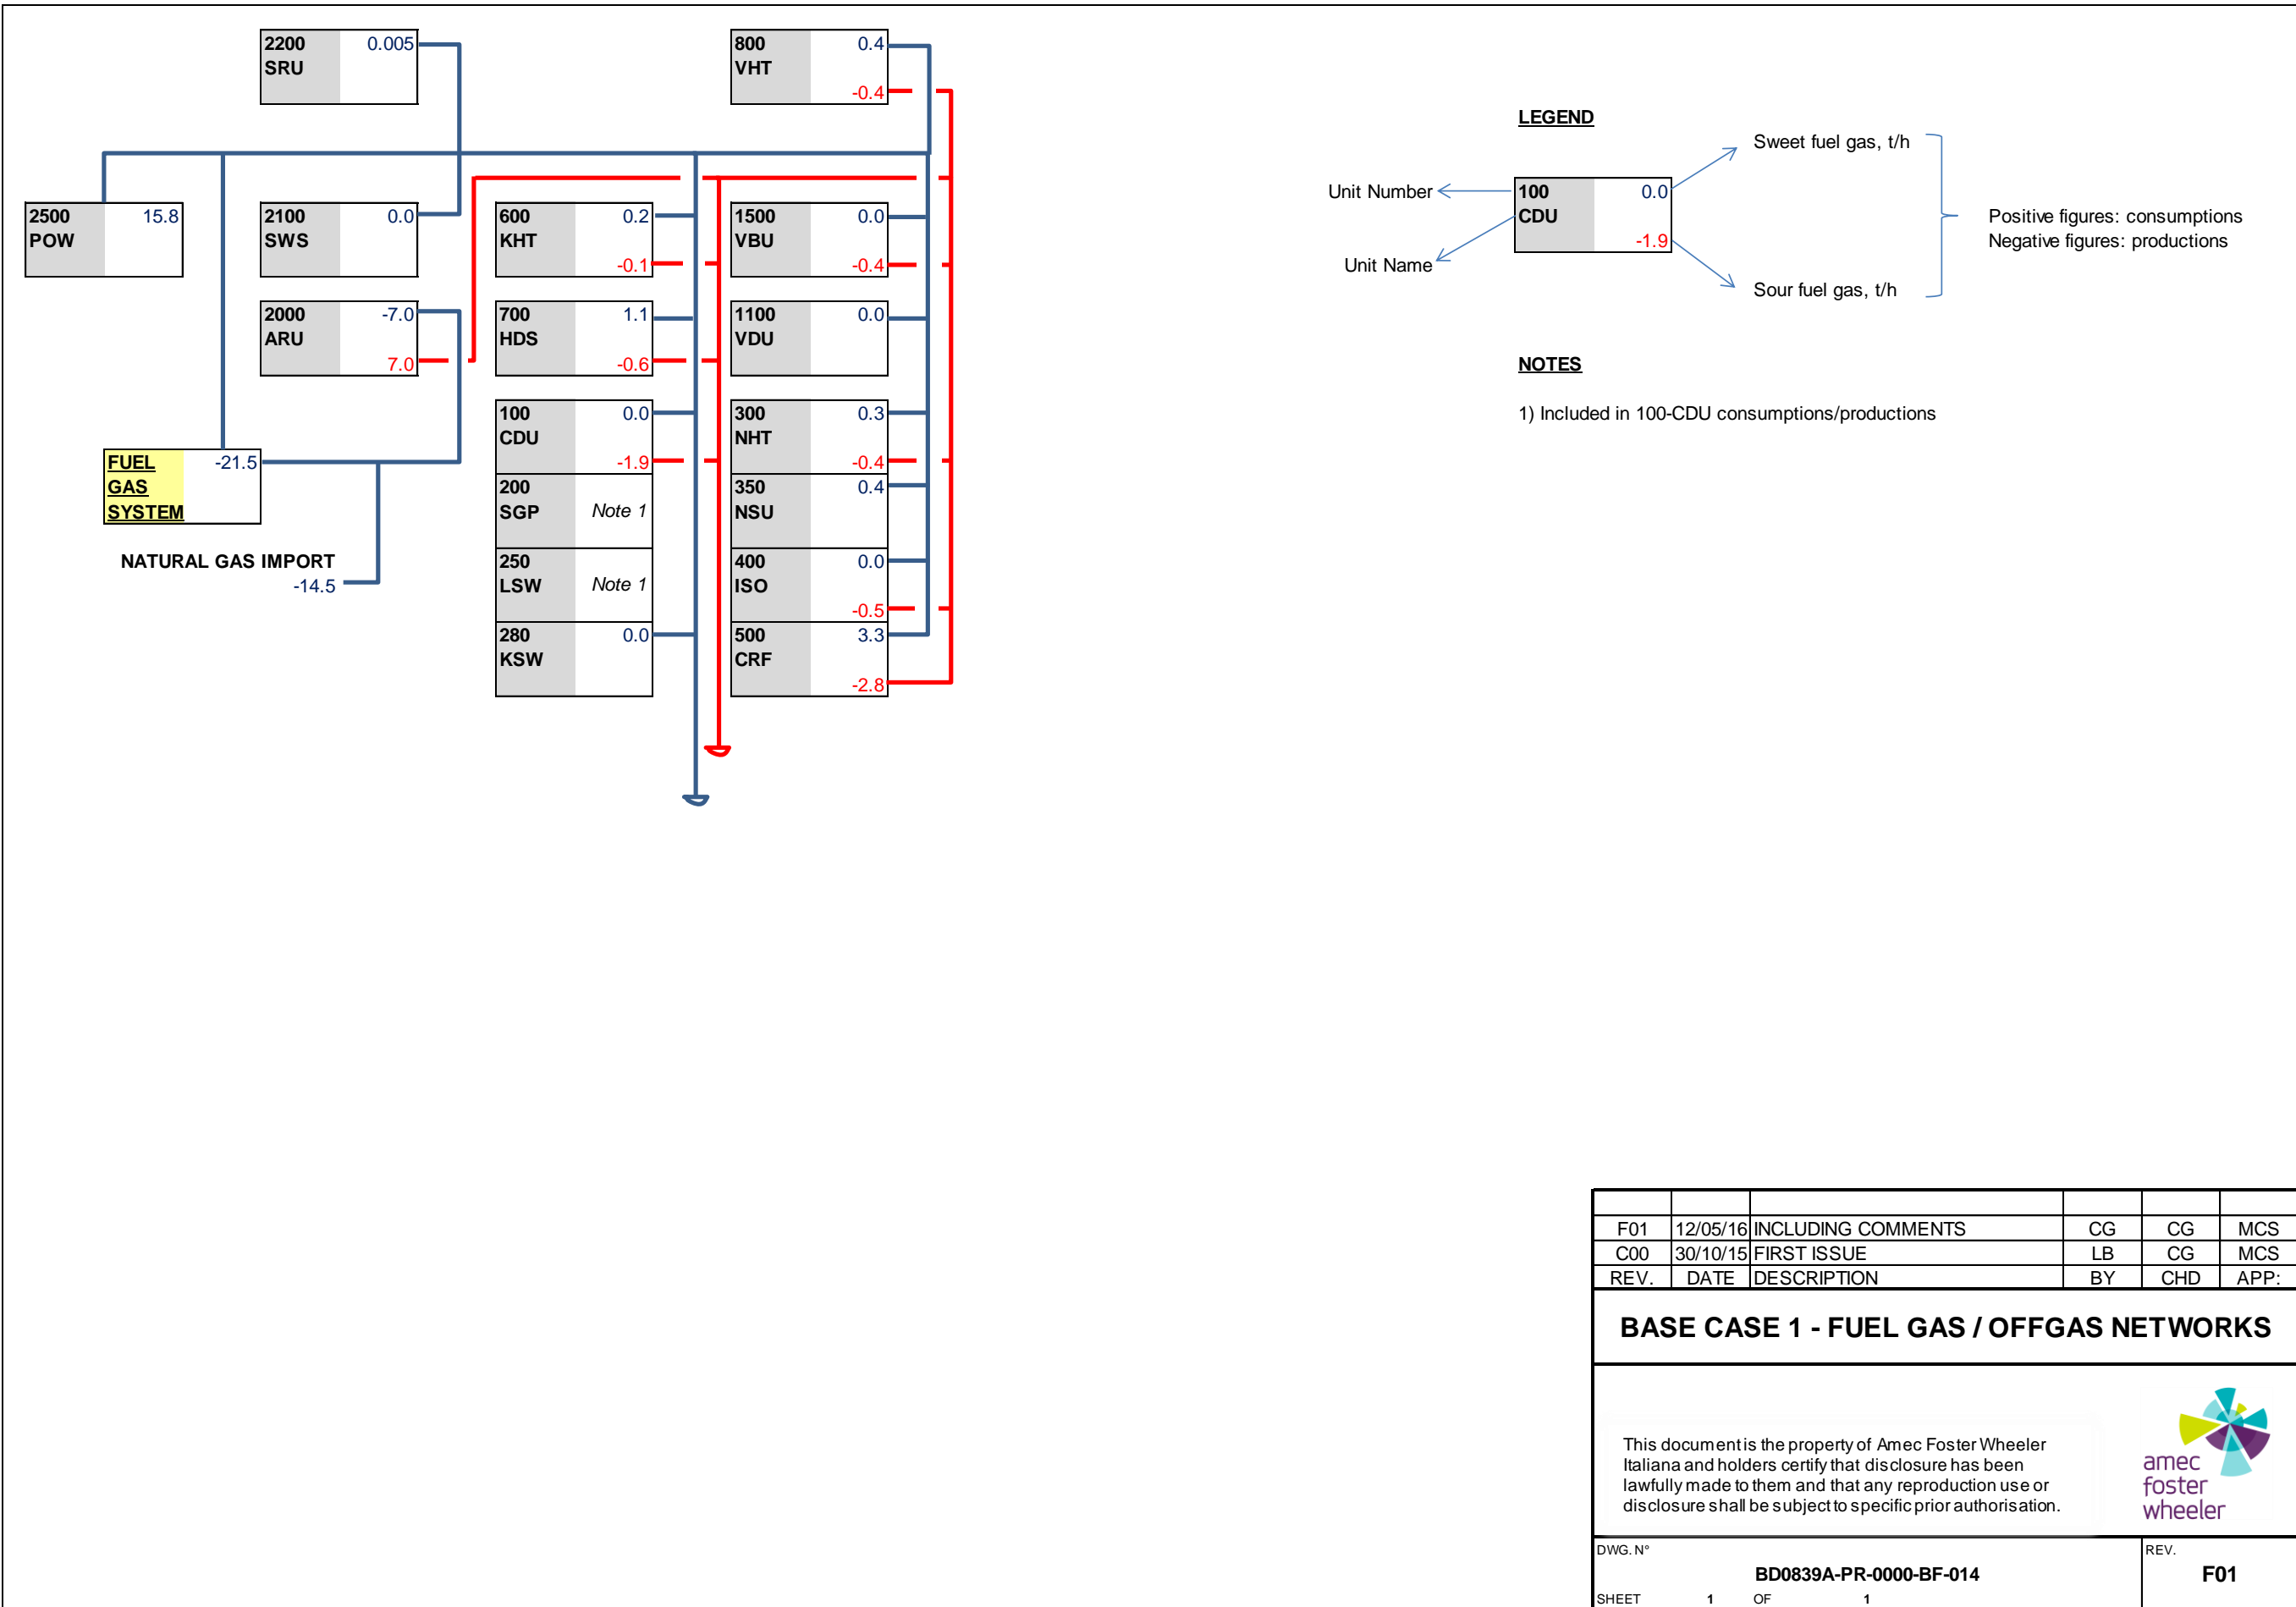 2200 0.005
SRU
800 0.4
VHT
-0.4
2500 15.8
POW
2100 0.0
SWS
600 0.2
KHT
-0.1
1500 0.0
VBU
-0.4
2000 -7.0
ARU
7.0
700 1.1
HDS
-0.6
1100 0.0
VDU
100 0.0
CDU
-1.9
300 0.3
NHT
-0.4
FUEL -21.5
GAS
SYSTEM
200
SGP Note 1
350 0.4
NSU
NATURAL GAS IMPORT
-14.5
250
LSW Note 1
400 0.0
ISO
-0.5
280 0.0
KSW
500 3.3
CRF
-2.8
LEGEND
Sweet fuel gas, t/h
Unit Number
100 0.0
CDU
-1.9
Positive figures: consumptions
Negative figures: productions
Unit Name
Sour fuel gas, t/h
NOTES
1) Included in 100-CDU consumptions/productions
F01 12/05/16 INCLUDING COMMENTS CG CG MCS
C00 30/10/15 FIRST ISSUE LB CG MCS
REV. DATE DESCRIPTION BY CHD APP:
BASE CASE 1 - FUEL GAS / OFFGAS NETWORKS
This document is the property of Amec Foster Wheeler
Italiana and holders certify that disclosure has been
lawfully made to them and that any reproduction use or
disclosure shall be subject to specific prior authorisation.
amec
foster
wheeler
DWG. N° REV.
BD0839A-PR-0000-BF-014 F01
SHEET 1 OF 1